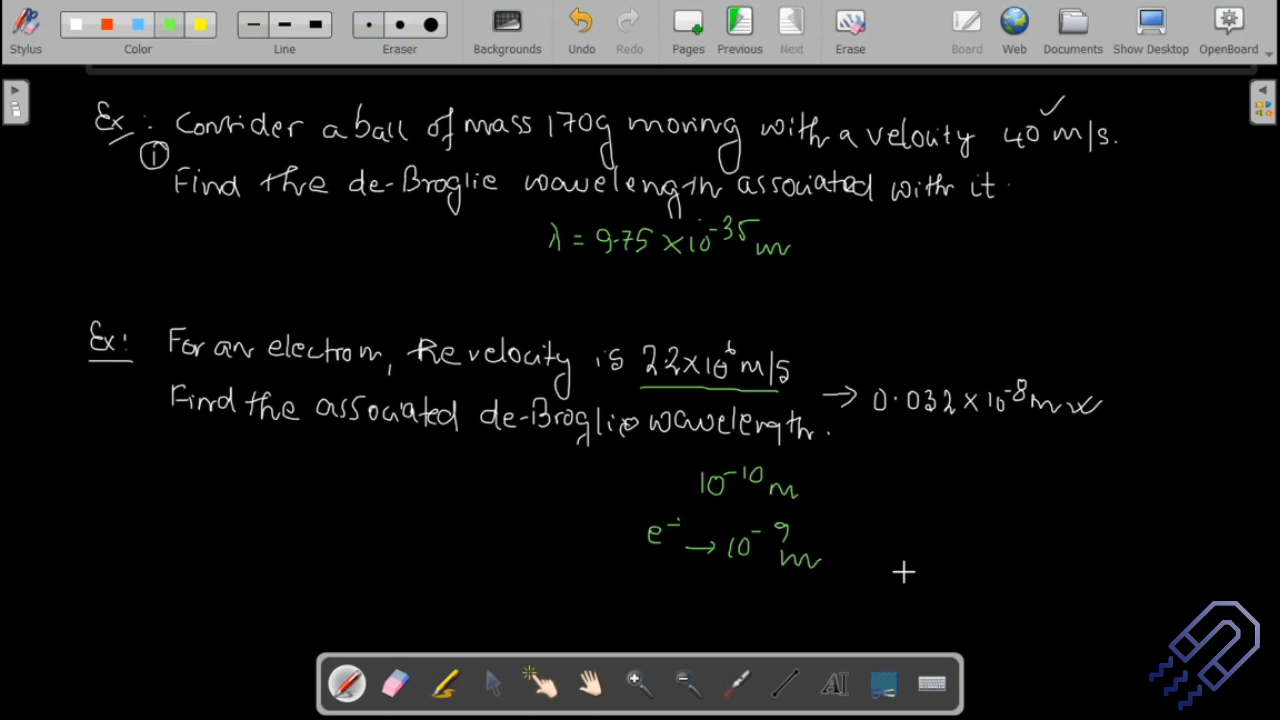 Stylus Color Line Eraser Backgrounds Undo Redo Pages Previous Next Erase Board Web Documents Show Desktop OpenBoard
Ex: Consider a ball of mass 170g moving with a velocity 40 m/s.
① Find the de-Broglie wavelength associated with it.
λ = 9.75 × 10⁻³⁵ m
Ex: For an electron, the velocity is 2.2×10⁶ m/s
Find the associated de-Broglie wavelength. → 0.032 × 10⁻⁸ m
10⁻¹⁰ m
e⁻ → 10⁻⁹ m
AI